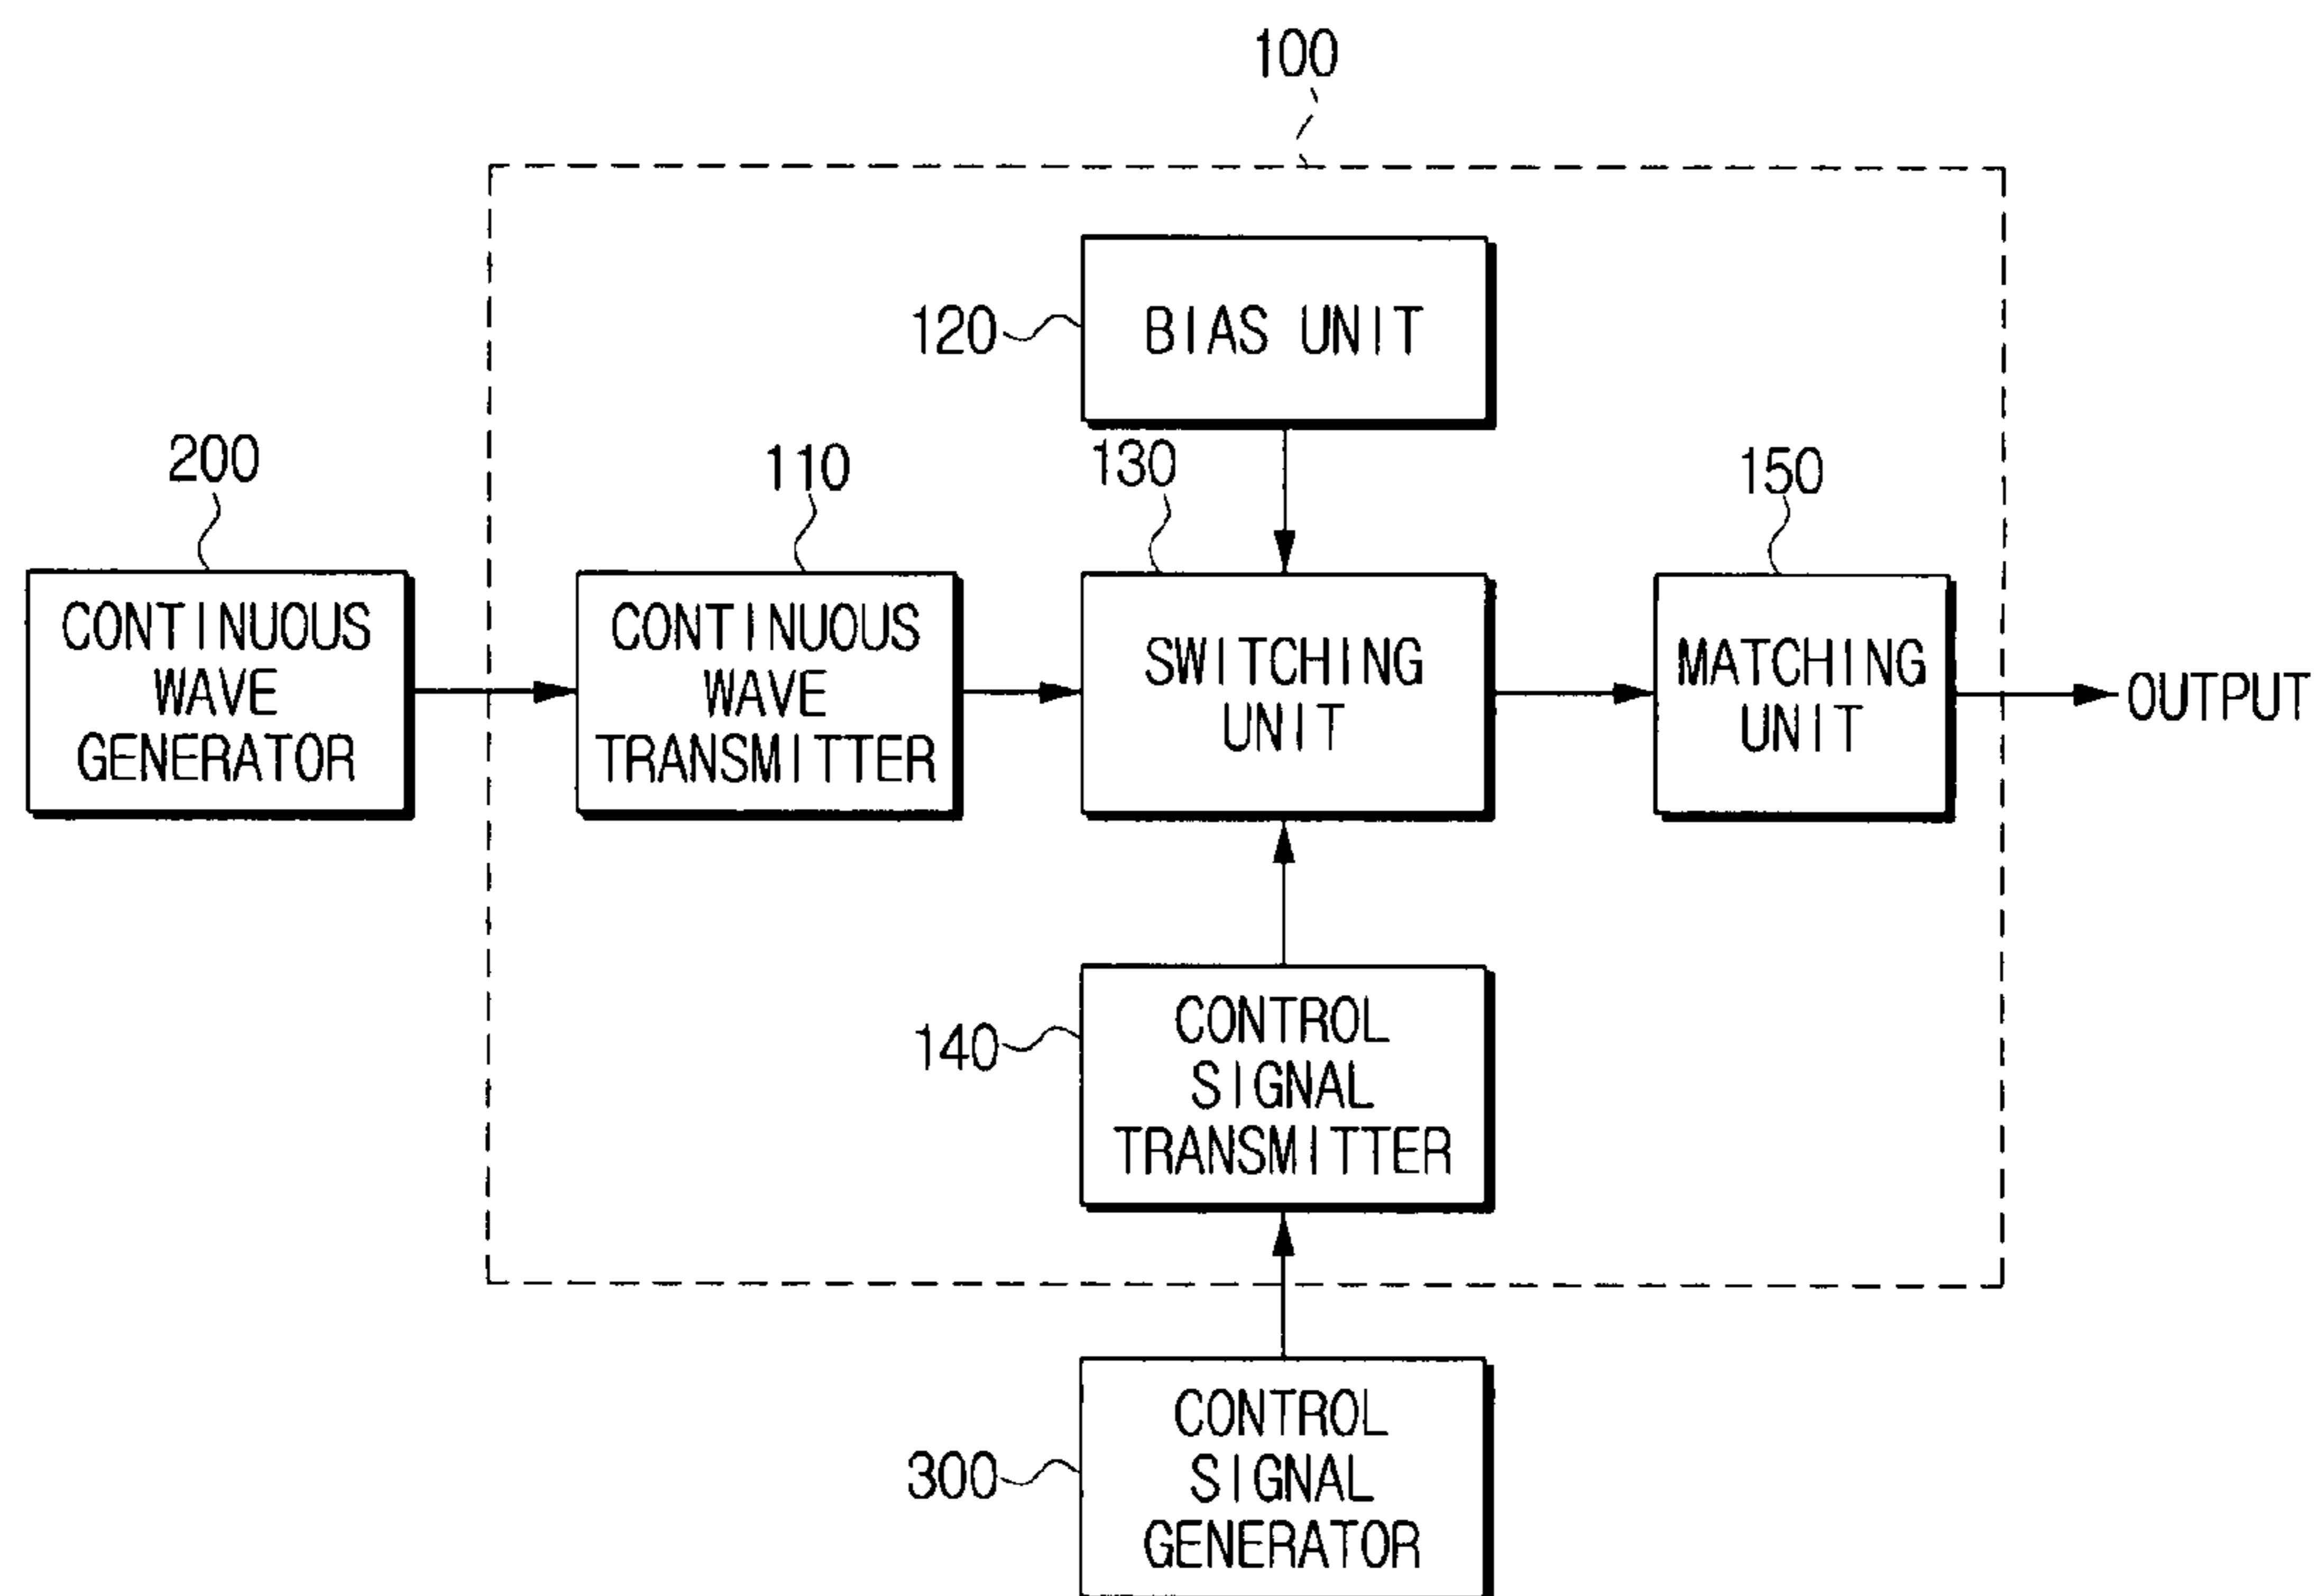 100
120
BIAS UNIT
200
110
130
150
CONTINUOUS
WAVE
GENERATOR
CONTINUOUS
WAVE
TRANSMITTER
SWITCHING
UNIT
MATCHING
UNIT
OUTPUT
140
CONTROL
SIGNAL
TRANSMITTER
300
CONTROL
SIGNAL
GENERATOR